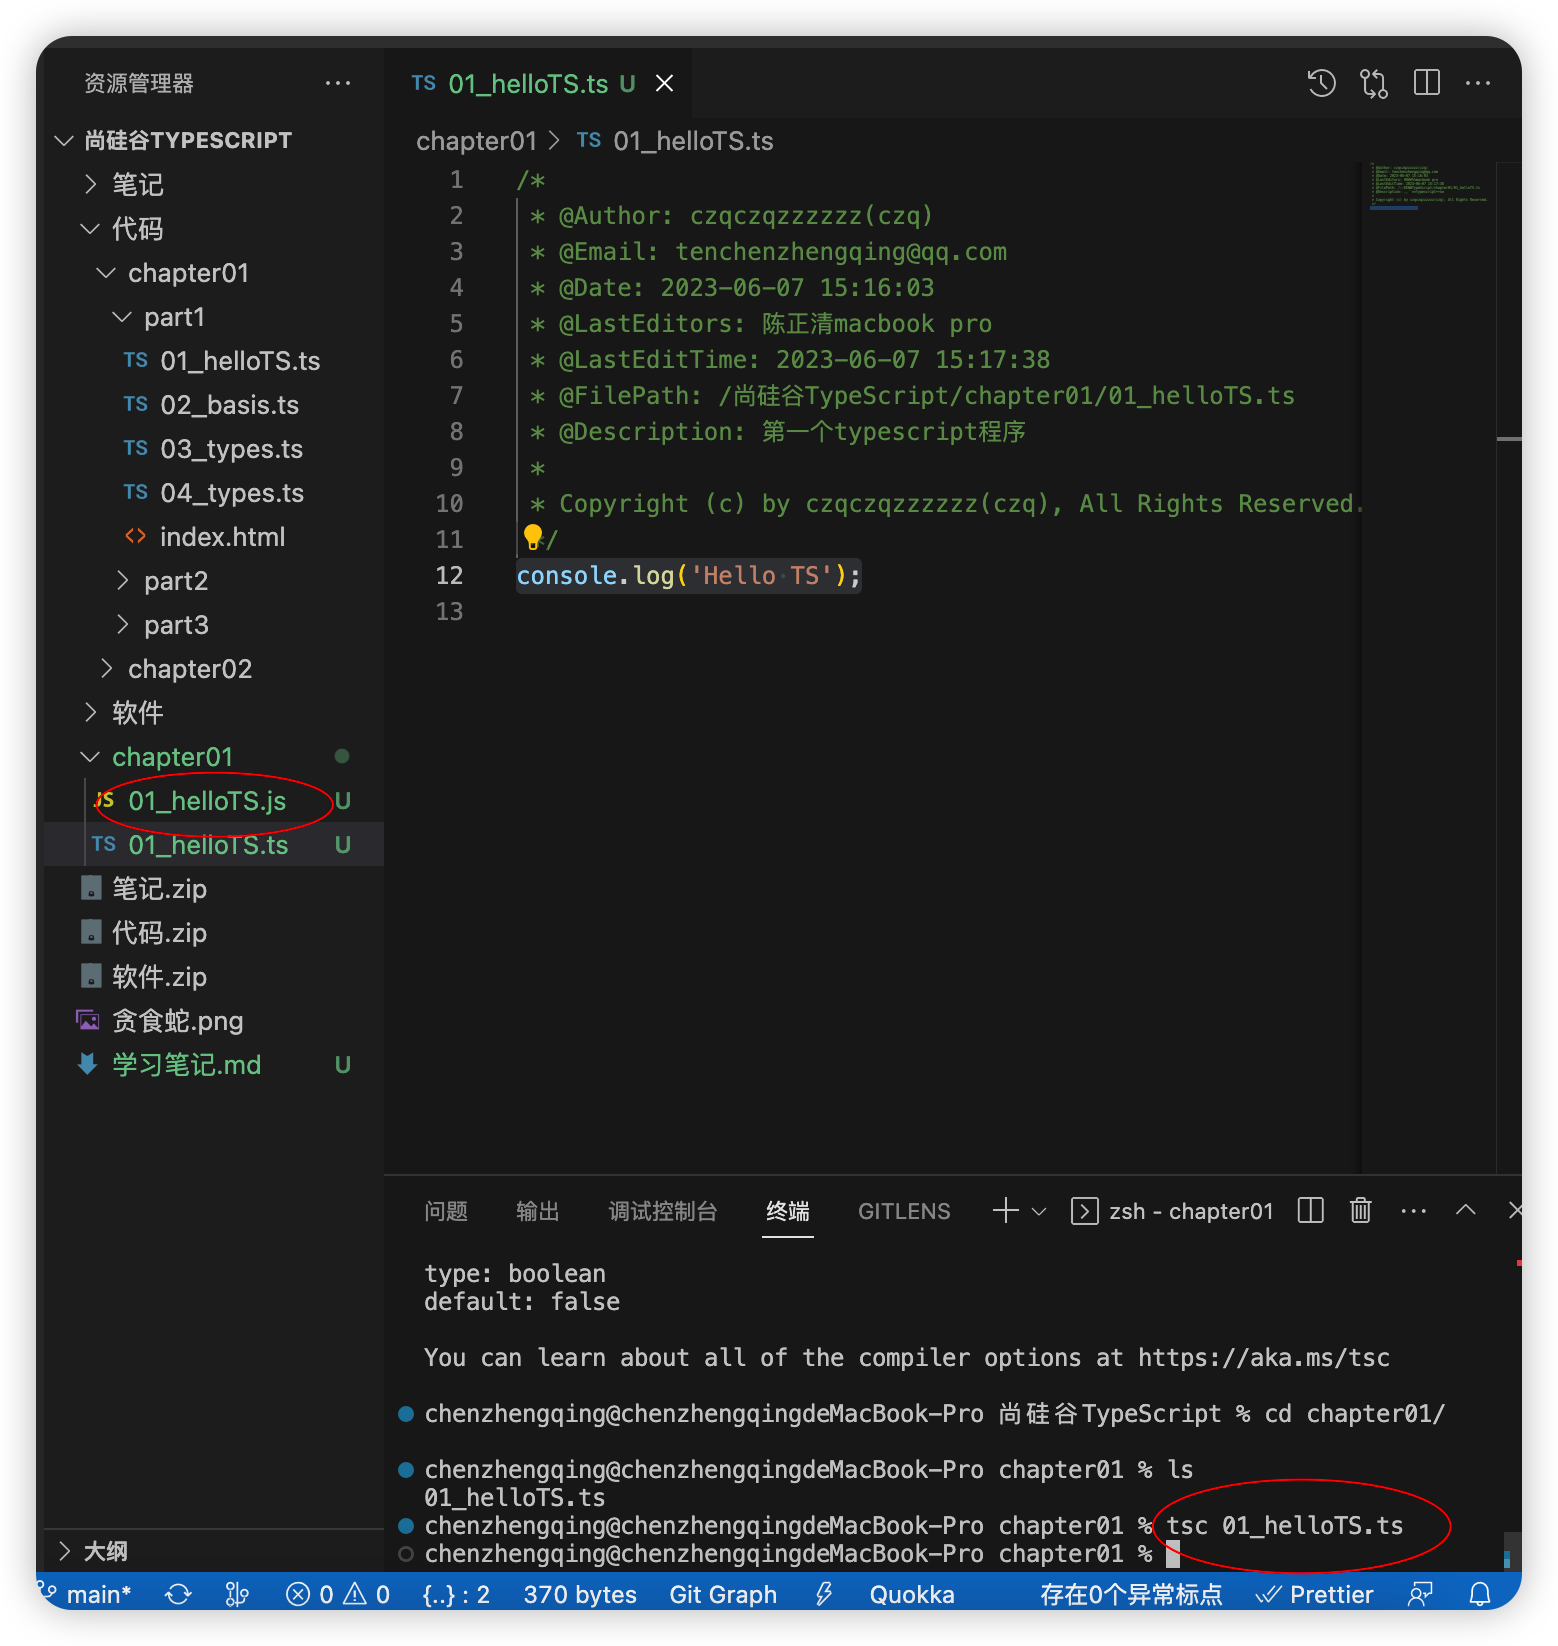 资源管理器
尚硅谷TYPESCRIPT
笔记
代码
chapter01
part1
TS 01_helloTS.ts
TS 02_basis.ts
TS 03_types.ts
TS 04_types.ts
<> index.html
part2
part3
chapter02
软件
chapter01
JS 01_helloTS.js U
TS 01_helloTS.ts U
笔记.zip
代码.zip
软件.zip
贪食蛇.png
学习笔记.md U
大纲
TS 01_helloTS.ts U
chapter01 > TS 01_helloTS.ts
1 /*
2 * @Author: czqczqzzzzzz(czq)
3 * @Email: tenchenzhengqing@qq.com
4 * @Date: 2023-06-07 15:16:03
5 * @LastEditors: 陈正清macbook pro
6 * @LastEditTime: 2023-06-07 15:17:38
7 * @FilePath: /尚硅谷TypeScript/chapter01/01_helloTS.ts
8 * @Description: 第一个typescript程序
9 *
10 * Copyright (c) by czqczqzzzzzz(czq), All Rights Reserved.
11 */
12 console.log('Hello TS');
13
问题 输出 调试控制台 终端 GITLENS zsh - chapter01
type: boolean
default: false
You can learn about all of the compiler options at https://aka.ms/tsc
chenzhengqing@chenzhengqingdeMacBook-Pro 尚硅谷TypeScript % cd chapter01/
chenzhengqing@chenzhengqingdeMacBook-Pro chapter01 % ls
01_helloTS.ts
chenzhengqing@chenzhengqingdeMacBook-Pro chapter01 % tsc 01_helloTS.ts
chenzhengqing@chenzhengqingdeMacBook-Pro chapter01 %
main* 0 0 {..} : 2 370 bytes Git Graph Quokka 存在0个异常标点 Prettier